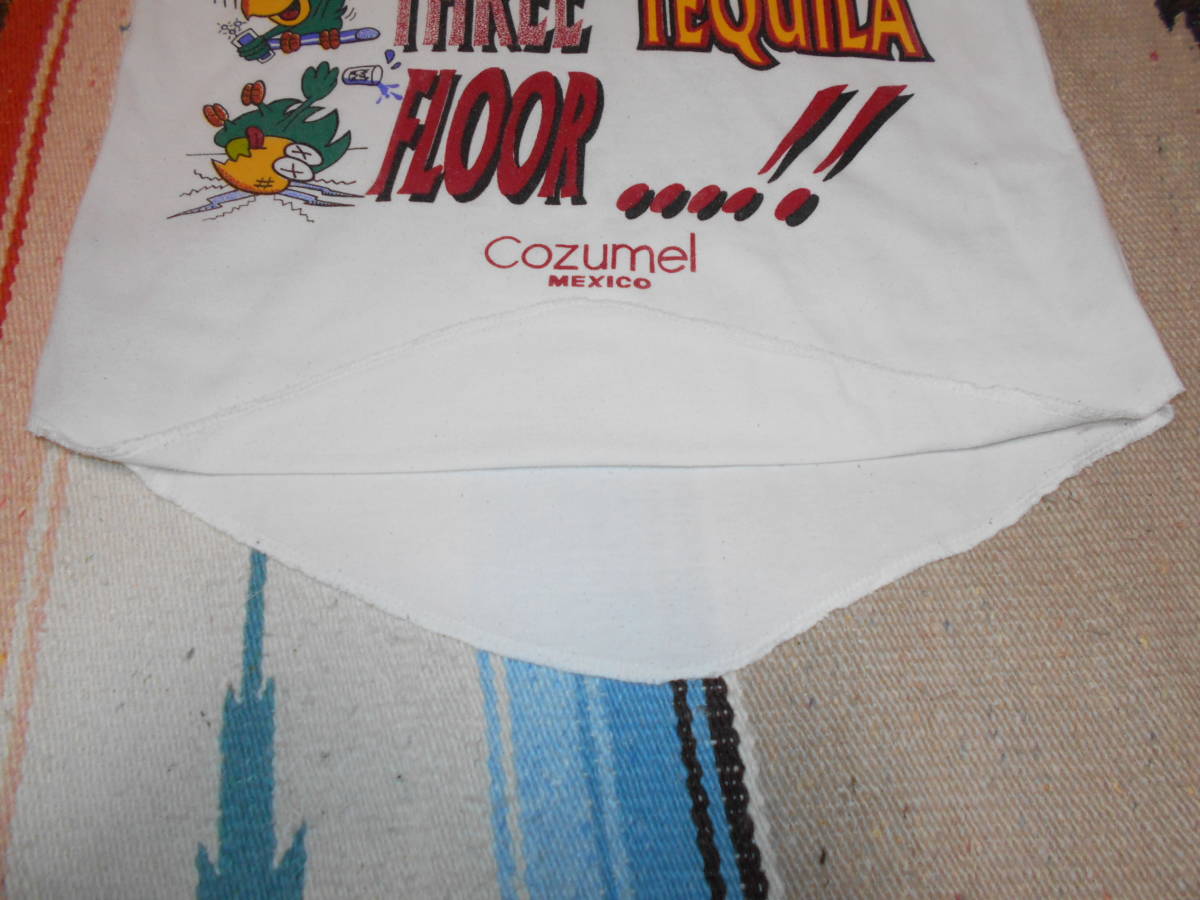 THREE TEQUILA
FLOOR .....!!
Cozumel
MEXICO